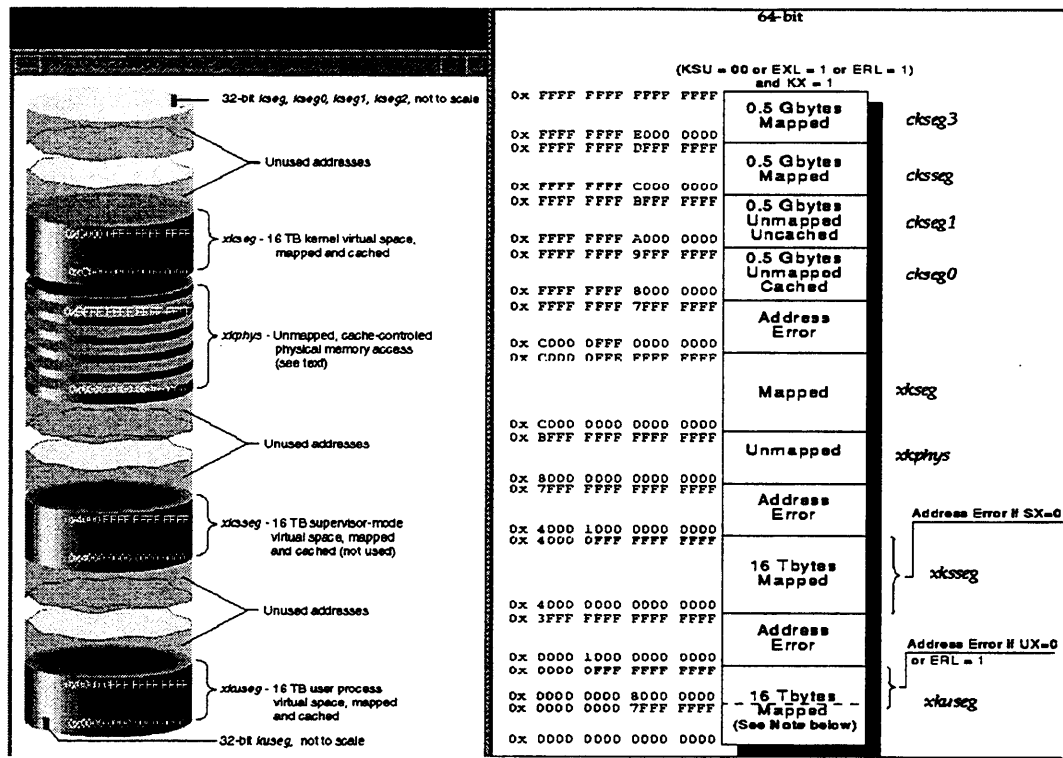 32-bit kseg, kseg0, kseg1, kseg2, not to scale
Unused addresses
xkseg - 16 TB kernel virtual space,
mapped and cached
xkphys - Unmapped, cache-controled
physical memory access
(see text)
Unused addresses
xksseg - 16 TB supervisor-mode
virtual space, mapped
and cached (not used)
Unused addresses
xkuseg - 16 TB user process
virtual space, mapped
and cached
32-bit kuseg, not to scale
64-bit
(KSU = 00 or EXL = 1 or ERL = 1)
and KX = 1
0x FFFF FFFF FFFF FFFF
0.5 Gbytes
Mapped
ckseg3
0x FFFF FFFF E000 0000
0x FFFF FFFF DFFF FFFF
0.5 Gbytes
Mapped
cksseg
0x FFFF FFFF C000 0000
0x FFFF FFFF BFFF FFFF
0.5 Gbytes
Unmapped
Uncached
ckseg1
0x FFFF FFFF A000 0000
0x FFFF FFFF 9FFF FFFF
0.5 Gbytes
Unmapped
Cached
ckseg0
0x FFFF FFFF 8000 0000
0x FFFF FFFF 7FFF FFFF
Address
Error
0x C000 0FFF 0000 0000
0x C000 0FFF FFFF FFFF
Mapped
xkseg
0x C000 0000 0000 0000
0x BFFF FFFF FFFF FFFF
Unmapped
xkphys
0x 8000 0000 0000 0000
0x 7FFF FFFF FFFF FFFF
Address
Error
0x 4000 1000 0000 0000
0x 4000 0FFF FFFF FFFF
Address Error if SX=0
16 Tbytes
Mapped
xksseg
0x 4000 0000 0000 0000
0x 3FFF FFFF FFFF FFFF
Address
Error
0x 0000 1000 0000 0000
0x 0000 0FFF FFFF FFFF
Address Error if UX=0
or ERL = 1
0x 0000 0000 8000 0000
0x 0000 0000 7FFF FFFF
16 Tbytes
Mapped
(See Note below)
xkuseg
0x 0000 0000 0000 0000